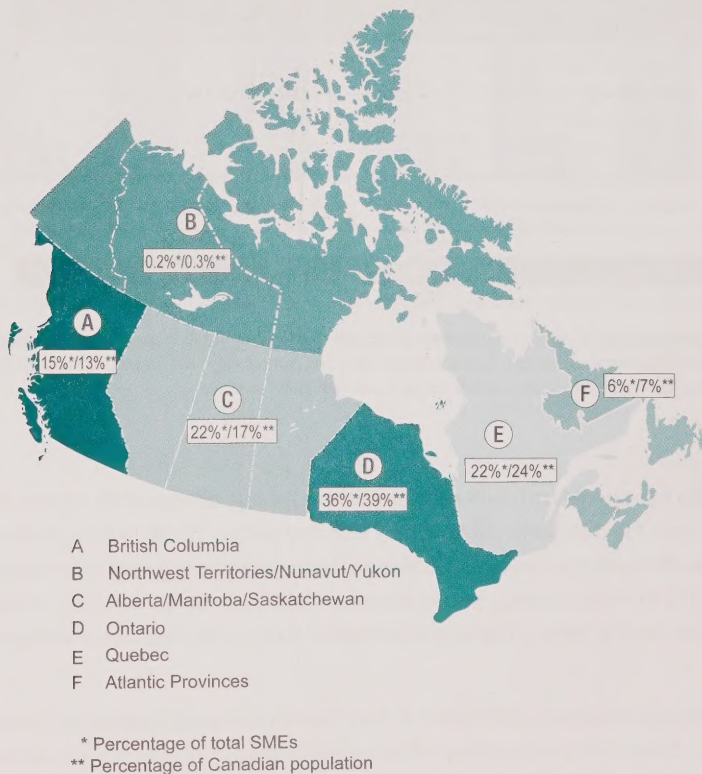 B
0.2%*/0.3%**
A
15%*/13%**
C
22%*/17%**
D
36%*/39%**
E
22%*/24%**
F
6%*/7%**
A British Columbia
B Northwest Territories/Nunavut/Yukon
C Alberta/Manitoba/Saskatchewan
D Ontario
E Quebec
F Atlantic Provinces
* Percentage of total SMEs
** Percentage of Canadian population